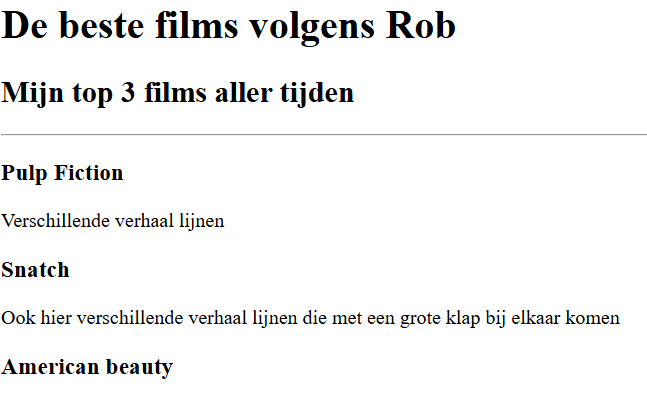 De beste films volgens Rob
Mijn top 3 films aller tijden
Pulp Fiction
Verschillende verhaal lijnen
Snatch
Ook hier verschillende verhaal lijnen die met een grote klap bij elkaar komen
American beauty